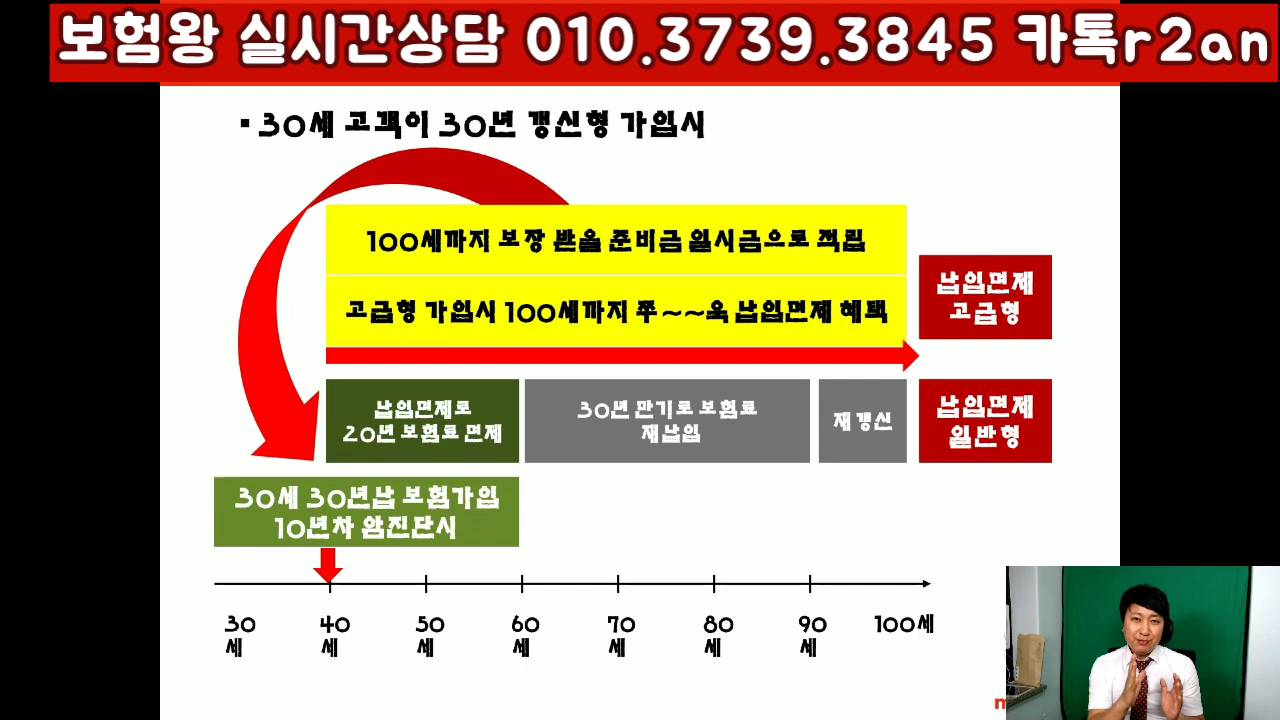 보험왕 실시간상담 010.3739.3845 카톡r2an
▪ 30세 고객이 30년 갱신형 가입시
100세까지 보장 받을 준비금 일시금으로 적립
고급형 가입시 100세까지 쭈~~욱 납입면제 혜택
납입면제
고급형
납입면제로
20년 보험료 면제
30년 만기로 보험료
재납입
재갱신
납입면제
일반형
30세 30년납 보험가입
10년차 암진단시
30
세
40
세
50
세
60
세
70
세
80
세
90
세
100세
m